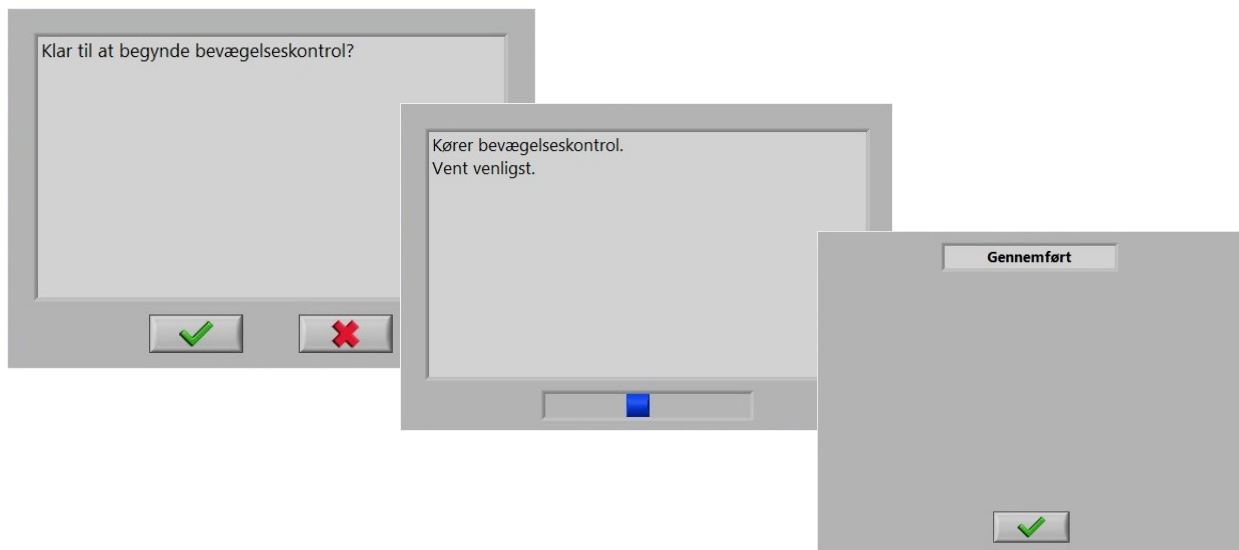 Klar til at begynde bevægelseskontrol?
Kører bevægelseskontrol.
Vent venligst.
Gennemført